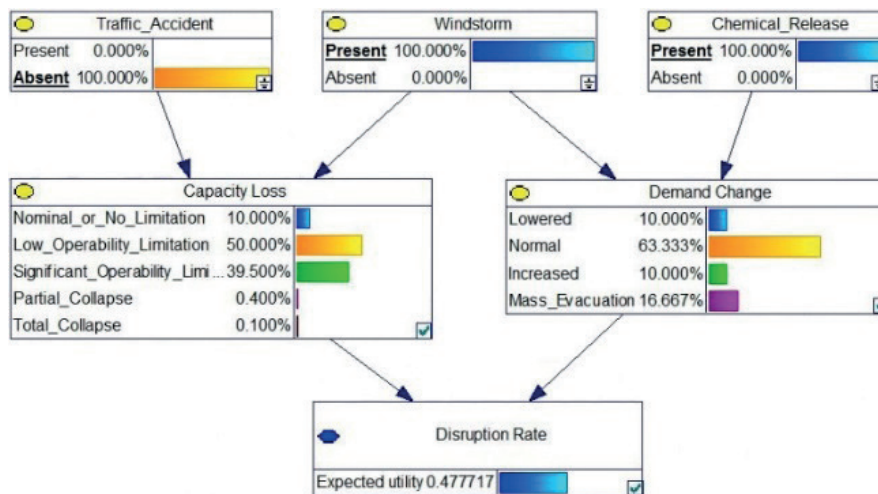 Traffic_Accident
Present 0.000%
Absent 100.000%
Windstorm
Present 100.000%
Absent 0.000%
Chemical_Release
Present 100.000%
Absent 0.000%
Capacity Loss
Nominal_or_No_Limitation 10.000%
Low_Operability_Limitation 50.000%
Significant_Operability_Limi... 39.500%
Partial_Collapse 0.400%
Total_Collapse 0.100%
Demand Change
Lowered 10.000%
Normal 63.333%
Increased 10.000%
Mass_Evacuation 16.667%
Disruption Rate
Expected utility 0.477717